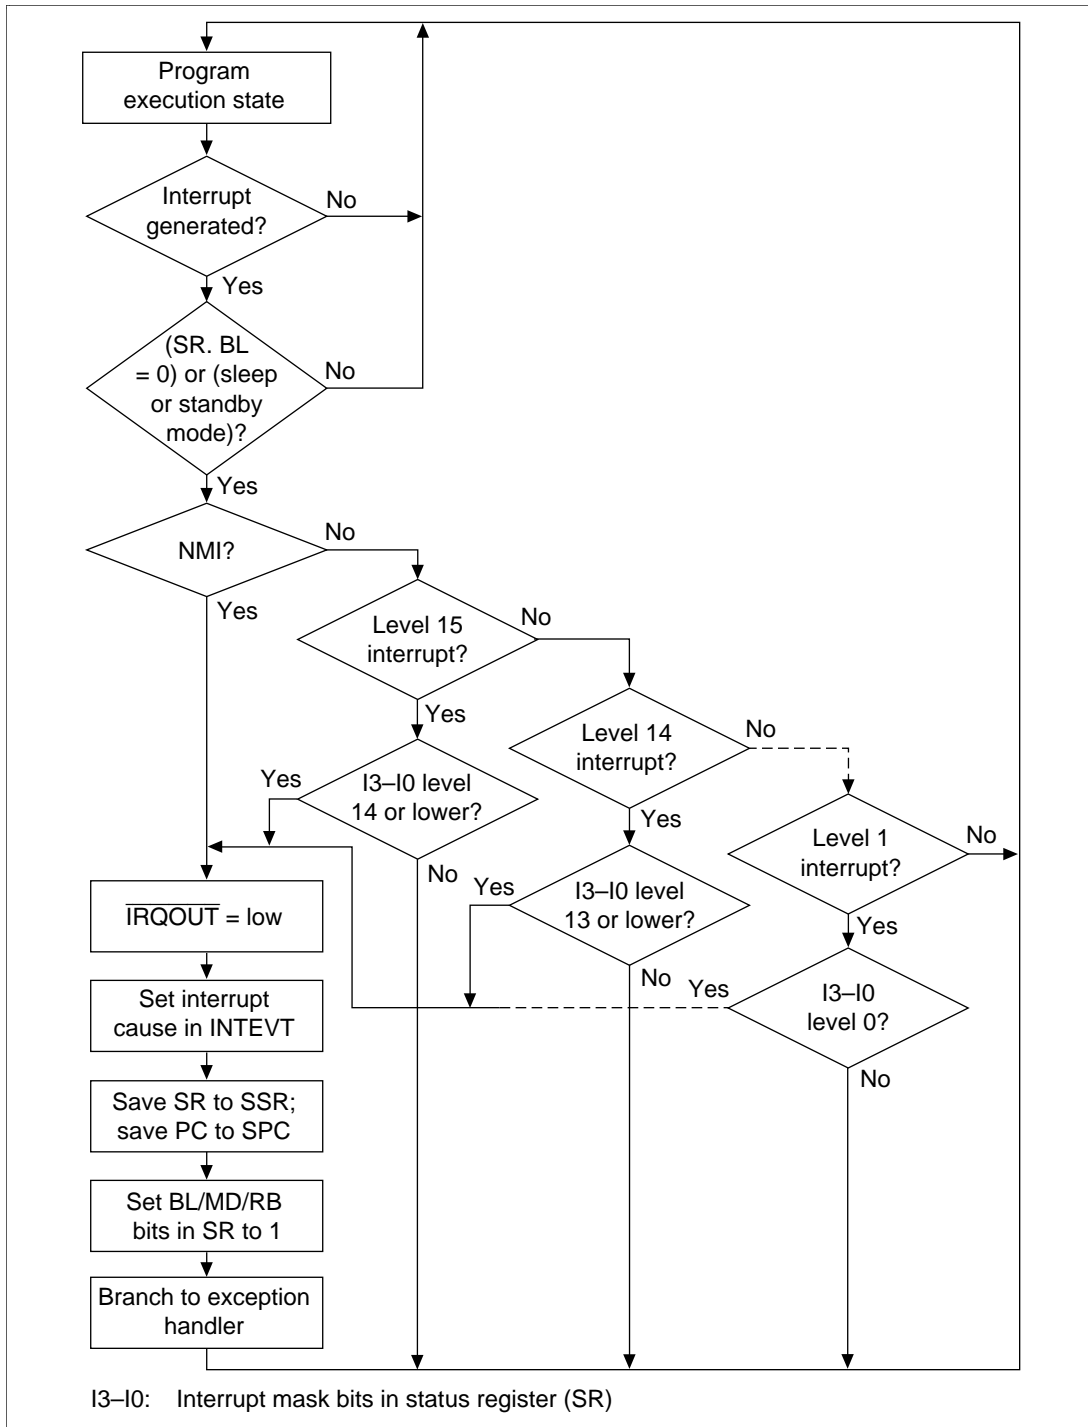 Program
execution state
Interrupt
generated?
No
Yes
(SR. BL
= 0) or (sleep
or standby
mode)?
No
Yes
NMI?
No
Yes
Level 15
interrupt?
No
Yes
Level 14
interrupt?
No
Yes
I3–I0 level
14 or lower?
Yes
No
Level 1
interrupt?
No
Yes
I3–I0 level
13 or lower?
Yes
No
I3–I0
level 0?
Yes
No
IRQOUT = low
Set interrupt
cause in INTEVT
Save SR to SSR;
save PC to SPC
Set BL/MD/RB
bits in SR to 1
Branch to exception
handler
I3–I0: Interrupt mask bits in status register (SR)